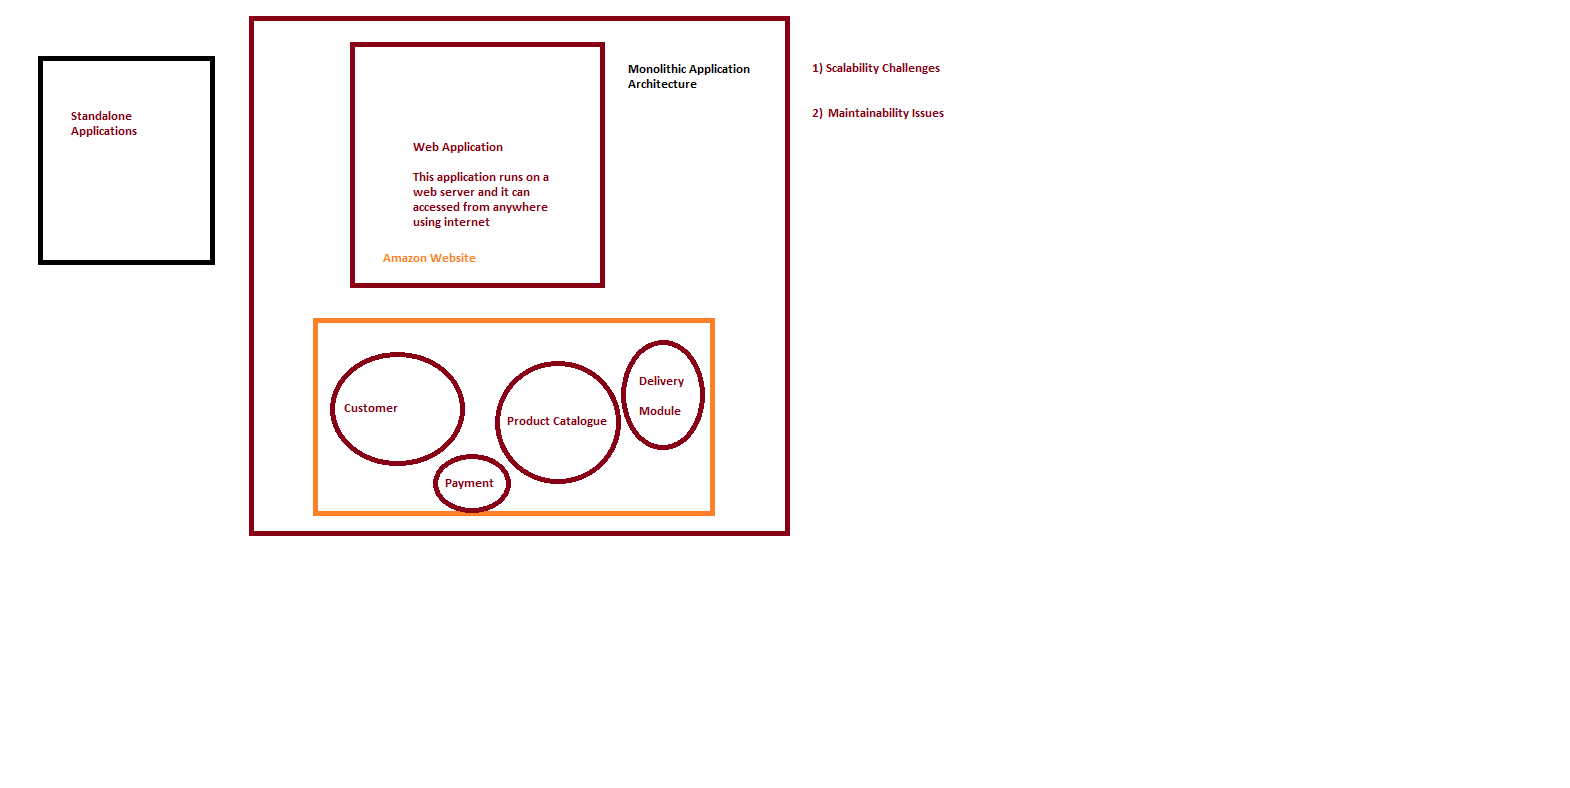 Standalone
Applications
Web Application
This application runs on a
web server and it can
accessed from anywhere
using internet
Amazon Website
Monolithic Application
Architecture
Customer
Payment
Product Catalogue
Delivery
Module
1) Scalability Challenges
2) Maintainability Issues